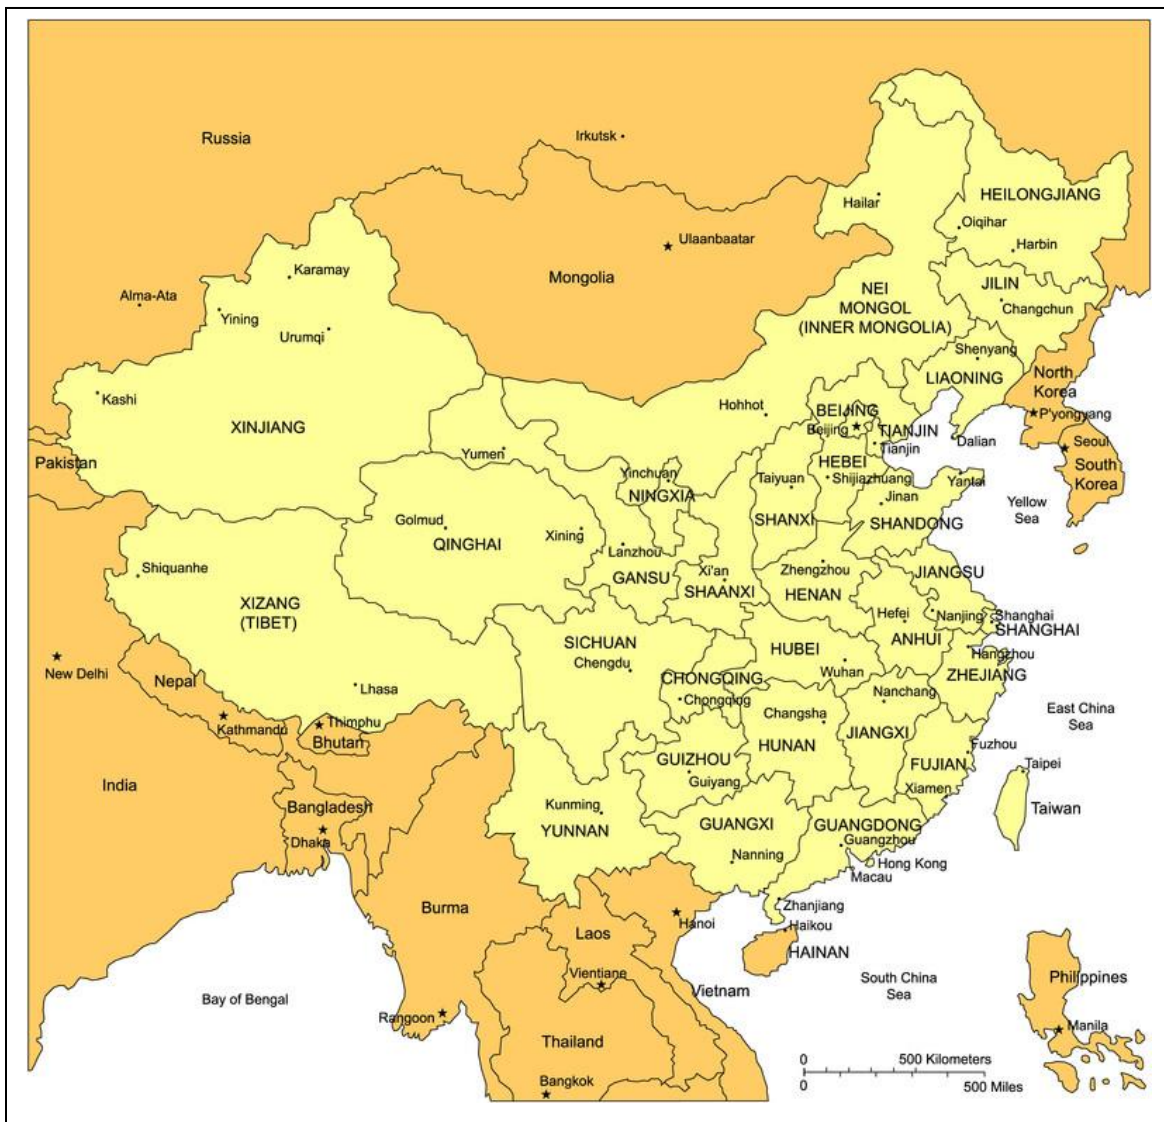 Russia
Irkutsk
HEILONGJIANG
Hailar
Oiqihar
Harbin
Ulaanbaatar
Mongolia
Karamay
Alma-Ata
Yining
Urumqi
NEI
MONGOL
(INNER MONGOLIA)
JILIN
Changchun
Shenyang
LIAONING
North
Korea
P'yongyang
Kashi
XINJIANG
Hohhot
BEIJING
Beijing
TIANJIN
Tianjin
Dalian
Seoul
South
Korea
Pakistan
Yumen
Yinchuan
NINGXIA
Taiyuan
HEBEI
Shijiazhuang
Yantai
Jinan
SHANXI
SHANDONG
Yellow
Sea
Golmud
QINGHAI
Xining
Lanzhou
GANSU
Xi'an
SHAANXI
Zhengzhou
HENAN
JIANGSU
Shiquanhe
XIZANG
(TIBET)
SICHUAN
Chengdu
HUBEI
Wuhan
Hefei
ANHUI
Nanjing
Shanghai
SHANGHAI
Hangzhou
ZHEJIANG
New Delhi
Nepal
Kathmandu
Lhasa
Thimphu
Bhutan
CHONGQING
Chongqing
Changsha
HUNAN
Nanchang
JIANGXI
East China
Sea
Fuzhou
FUJIAN
Xiamen
Taipei
Taiwan
India
Bangladesh
Dhaka
GUIZHOU
Guiyang
Kunming
YUNNAN
GUANGXI
Nanning
GUANGDONG
Guangzhou
Hong Kong
Macau
Zhanjiang
Haikou
HAINAN
Burma
Laos
Hanoi
Vientiane
Vietnam
South China
Sea
Philippines
Manila
Bay of Bengal
Rangoon
Thailand
Bangkok
0 500 Kilometers
0 500 Miles